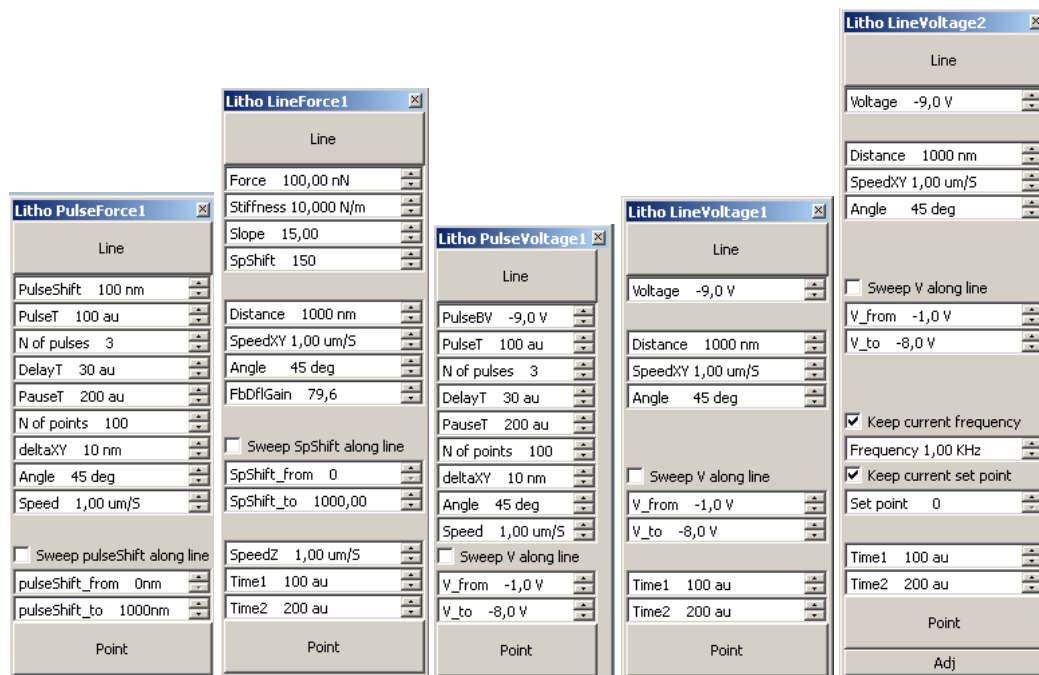 Litho PulseForce1
Line
PulseShift 100 nm
PulseT 100 au
N of pulses 3
DelayT 30 au
PauseT 200 au
N of points 100
deltaXY 10 nm
Angle 45 deg
Speed 1,00 um/S
Sweep pulseShift along line
pulseShift_from 0nm
pulseShift_to 1000nm
Point
Litho LineForce1
Line
Force 100,00 nN
Stiffness 10,000 N/m
Slope 15,00
SpShift 150
Distance 1000 nm
SpeedXY 1,00 um/S
Angle 45 deg
FbDflGain 79,6
Sweep SpShift along line
SpShift_from 0
SpShift_to 1000,00
SpeedZ 1,00 um/S
Time1 100 au
Time2 200 au
Point
Litho PulseVoltage1
Line
PulseBV -9,0 V
PulseT 100 au
N of pulses 3
DelayT 30 au
PauseT 200 au
N of points 100
deltaXY 10 nm
Angle 45 deg
Speed 1,00 um/S
Sweep V along line
V_from -1,0 V
V_to -8,0 V
Point
Litho LineVoltage1
Line
Voltage -9,0 V
Distance 1000 nm
SpeedXY 1,00 um/S
Angle 45 deg
Sweep V along line
V_from -1,0 V
V_to -8,0 V
Time1 100 au
Time2 200 au
Point
Litho LineVoltage2
Line
Voltage -9,0 V
Distance 1000 nm
SpeedXY 1,00 um/S
Angle 45 deg
Sweep V along line
V_from -1,0 V
V_to -8,0 V
Keep current frequency
Frequency 1,00 KHz
Keep current set point
Set point 0
Time1 100 au
Time2 200 au
Point
Adj